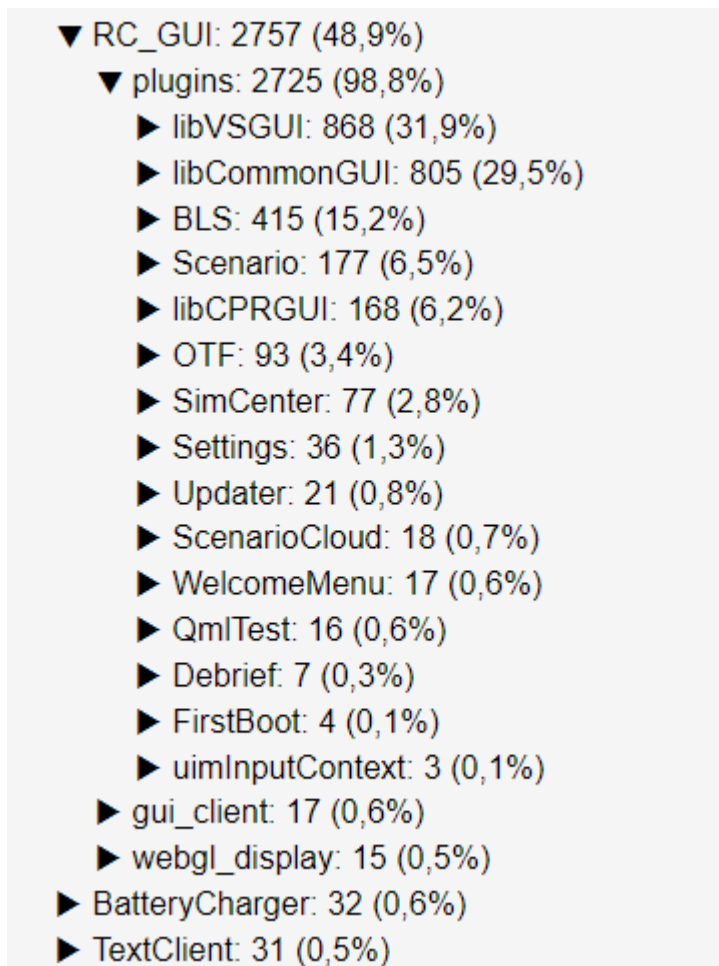 ▼ RC_GUI: 2757 (48,9%)
▼ plugins: 2725 (98,8%)
▶ libVSGUI: 868 (31,9%)
▶ libCommonGUI: 805 (29,5%)
▶ BLS: 415 (15,2%)
▶ Scenario: 177 (6,5%)
▶ libCPRGUI: 168 (6,2%)
▶ OTF: 93 (3,4%)
▶ SimCenter: 77 (2,8%)
▶ Settings: 36 (1,3%)
▶ Updater: 21 (0,8%)
▶ ScenarioCloud: 18 (0,7%)
▶ WelcomeMenu: 17 (0,6%)
▶ QmlTest: 16 (0,6%)
▶ Debrief: 7 (0,3%)
▶ FirstBoot: 4 (0,1%)
▶ uimInputContext: 3 (0,1%)
▶ gui_client: 17 (0,6%)
▶ webgl_display: 15 (0,5%)
▶ BatteryCharger: 32 (0,6%)
▶ TextClient: 31 (0,5%)